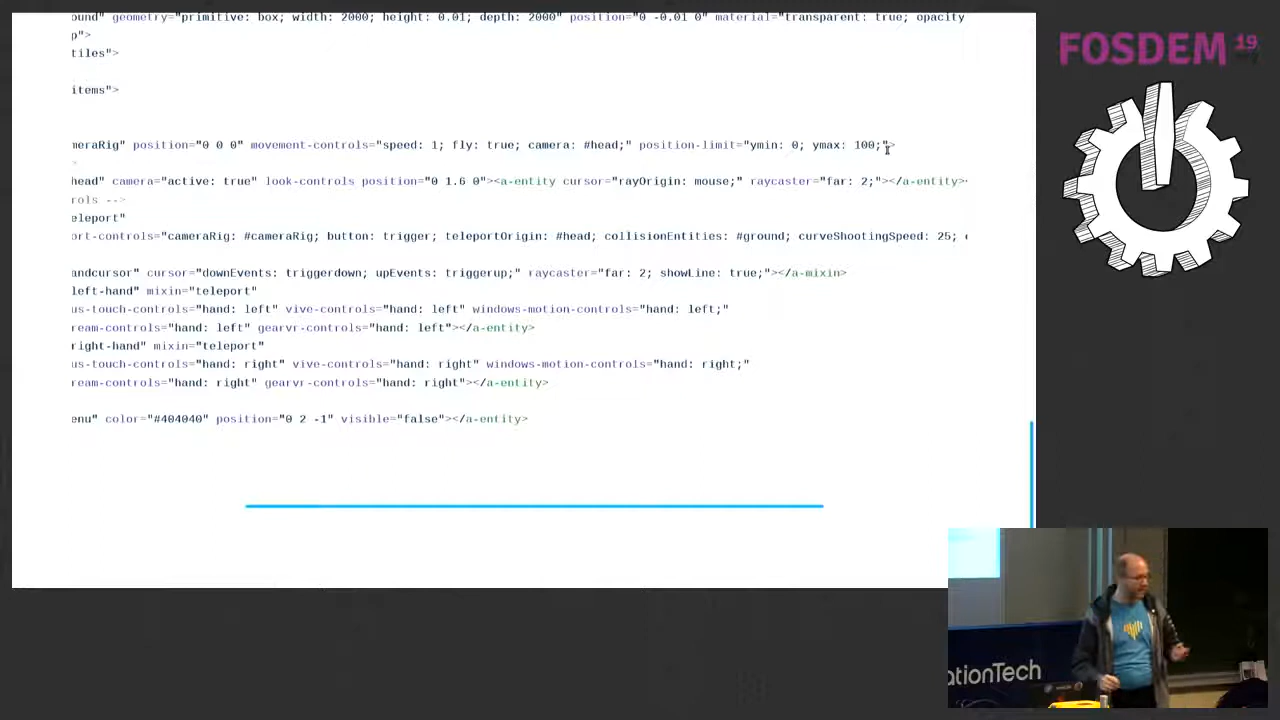 ound" geometry="primitive: box; width: 2000; height: 0.01; depth: 2000" position="0 -0.01 0" material="transparent: true; opacity
p">
tiles">
items">
meraRig" position="0 0 0" movement-controls="speed: 1; fly: true; camera: #head;" position-limit="ymin: 0; ymax: 100;">
>
head" camera="active: true" look-controls position="0 1.6 0"><a-entity cursor="rayOrigin: mouse;" raycaster="far: 2;"></a-entity><
rols -->
eleport"
ort-controls="cameraRig: #cameraRig; button: trigger; teleportOrigin: #head; collisionEntities: #ground; curveShootingSpeed: 25;
andcursor" cursor="downEvents: triggerdown; upEvents: triggerup;" raycaster="far: 2; showLine: true;"></a-mixin>
left-hand" mixin="teleport"
us-touch-controls="hand: left" vive-controls="hand: left" windows-motion-controls="hand: left;"
ream-controls="hand: left" gearvr-controls="hand: left"></a-entity>
right-hand" mixin="teleport"
us-touch-controls="hand: right" vive-controls="hand: right" windows-motion-controls="hand: right;"
ream-controls="hand: right" gearvr-controls="hand: right"></a-entity>
enu" color="#404040" position="0 2 -1" visible="false"></a-entity>
FOSDEM 19
ationTech